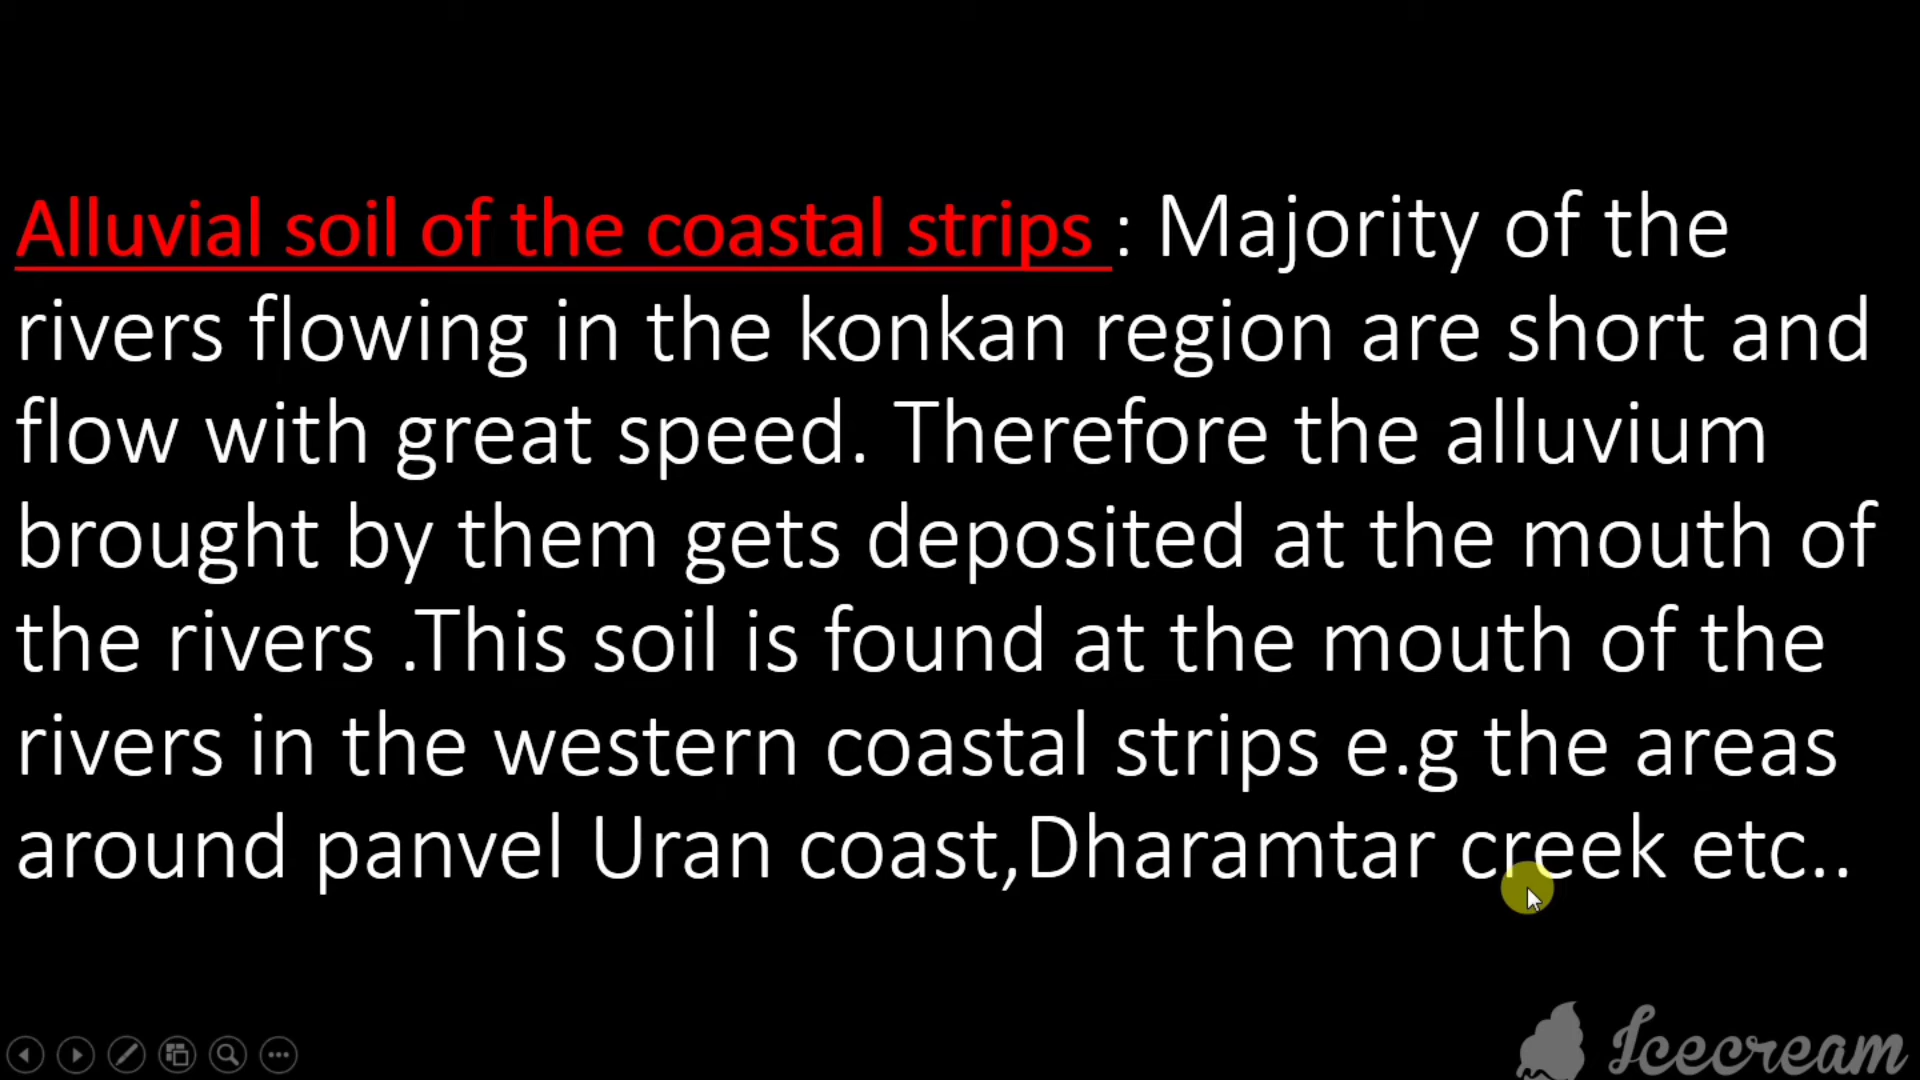 Alluvial soil of the coastal strips : Majority of the
rivers flowing in the konkan region are short and
flow with great speed. Therefore the alluvium
brought by them gets deposited at the mouth of
the rivers .This soil is found at the mouth of the
rivers in the western coastal strips e.g the areas
around panvel Uran coast,Dharamtar creek etc..
Icecream